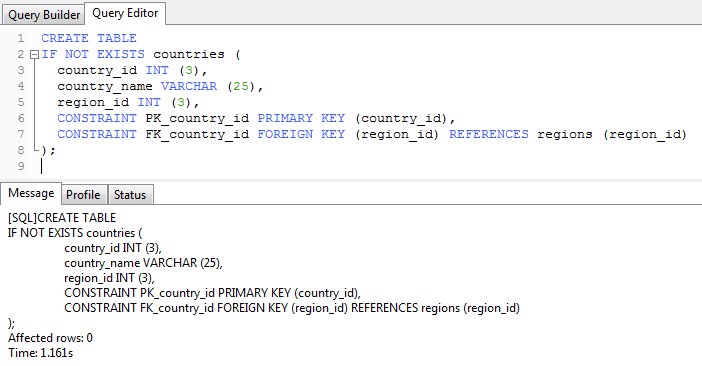 Query Builder Query Editor
1 CREATE TABLE
2 IF NOT EXISTS countries (
3 country_id INT (3),
4 country_name VARCHAR (25),
5 region_id INT (3),
6 CONSTRAINT PK_country_id PRIMARY KEY (country_id),
7 CONSTRAINT FK_country_id FOREIGN KEY (region_id) REFERENCES regions (region_id)
8 );
9
Message Profile Status
[SQL]CREATE TABLE
IF NOT EXISTS countries (
country_id INT (3),
country_name VARCHAR (25),
region_id INT (3),
CONSTRAINT PK_country_id PRIMARY KEY (country_id),
CONSTRAINT FK_country_id FOREIGN KEY (region_id) REFERENCES regions (region_id)
);
Affected rows: 0
Time: 1.161s